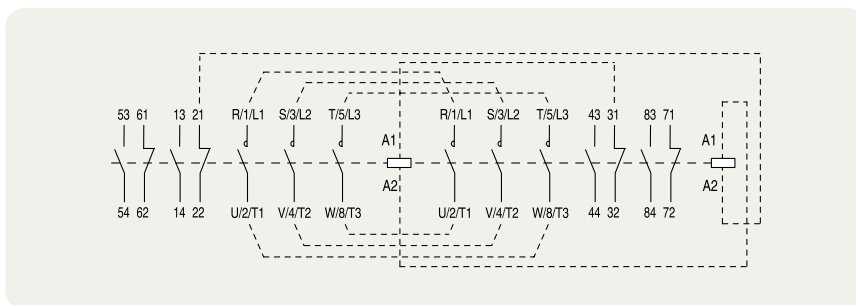 53 61 13 21 R/1/L1 S/3/L2 T/5/L3 R/1/L1 S/3/L2 T/5/L3 43 31 83 71
A1 A1
A2 A2
54 62 14 22 U/2/T1 V/4/T2 W/8/T3 U/2/T1 V/4/T2 W/8/T3 44 32 84 72